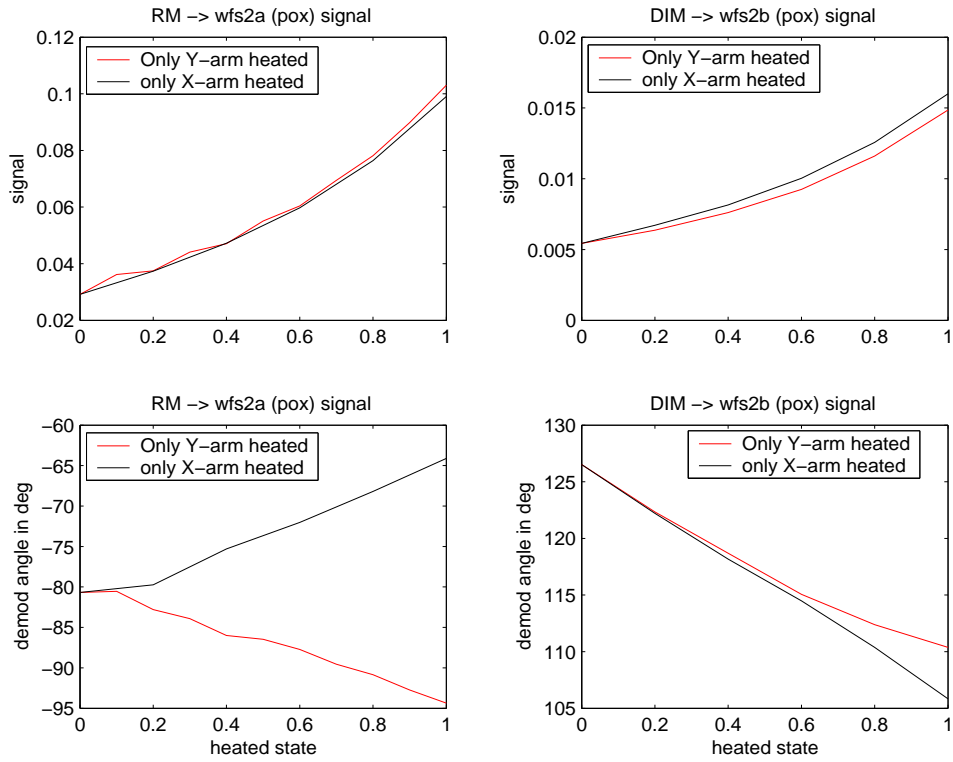 RM −> wfs2a (pox) signal
0.12
0.1
0.08
0.06
0.04
0.02
signal
Only Y−arm heated
only X−arm heated
0
0.2
0.4
0.6
0.8
1
DIM −> wfs2b (pox) signal
0.02
0.015
0.01
0.005
0
signal
Only Y−arm heated
only X−arm heated
0
0.2
0.4
0.6
0.8
1
RM −> wfs2a (pox) signal
−60
−65
−70
−75
−80
−85
−90
−95
demod angle in deg
Only Y−arm heated
only X−arm heated
0
0.2
0.4
0.6
0.8
1
heated state
DIM −> wfs2b (pox) signal
130
125
120
115
110
105
demod angle in deg
Only Y−arm heated
only X−arm heated
0
0.2
0.4
0.6
0.8
1
heated state